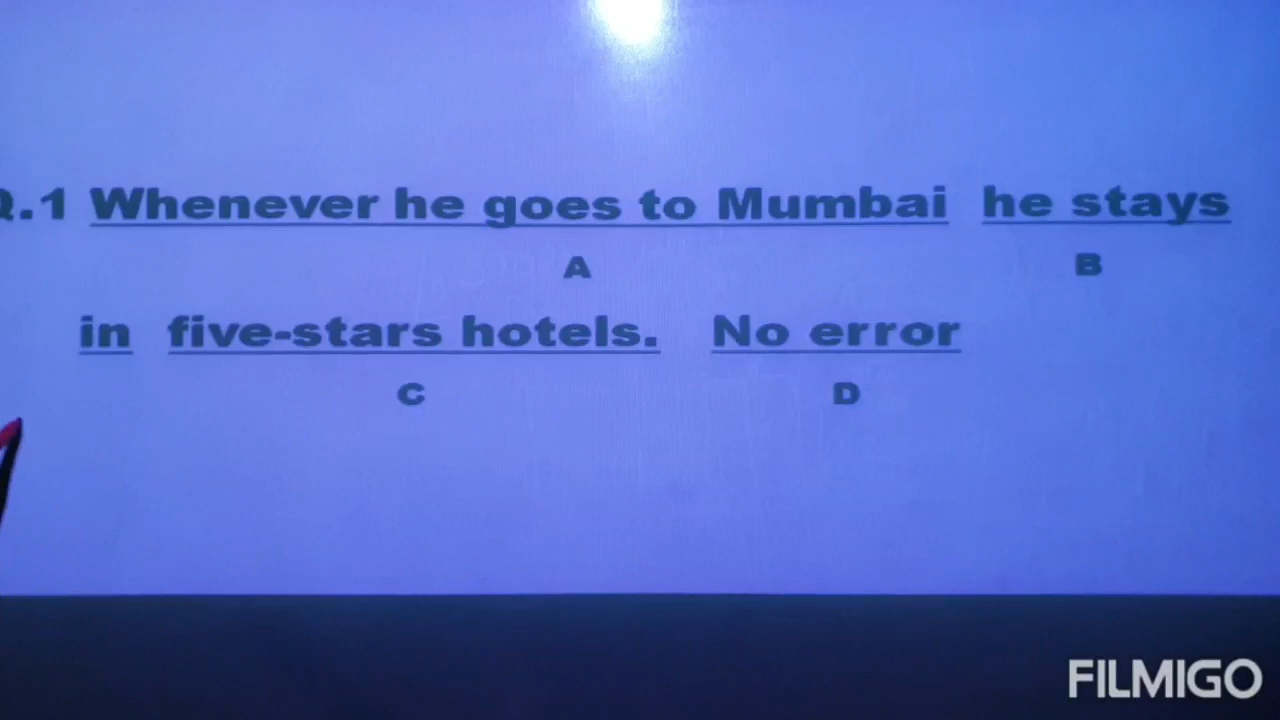 Q.1 Whenever he goes to Mumbai he stays
A B
in five-stars hotels. No error
C D
FILMIGO